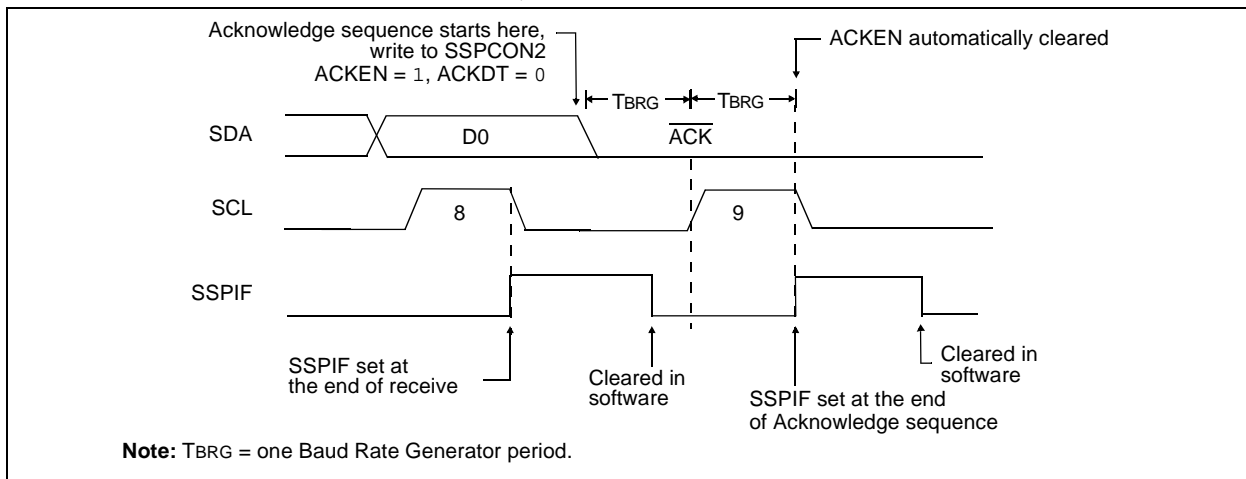 Acknowledge sequence starts here,
write to SSPCON2
ACKEN = 1, ACKDT = 0
ACKEN automatically cleared
TBRG
TBRG
SDA
D0
ACK
SCL
8
9
SSPIF
SSPIF set at
the end of receive
Cleared in
software
SSPIF set at the end
of Acknowledge sequence
Cleared in
software
Note: TBRG = one Baud Rate Generator period.